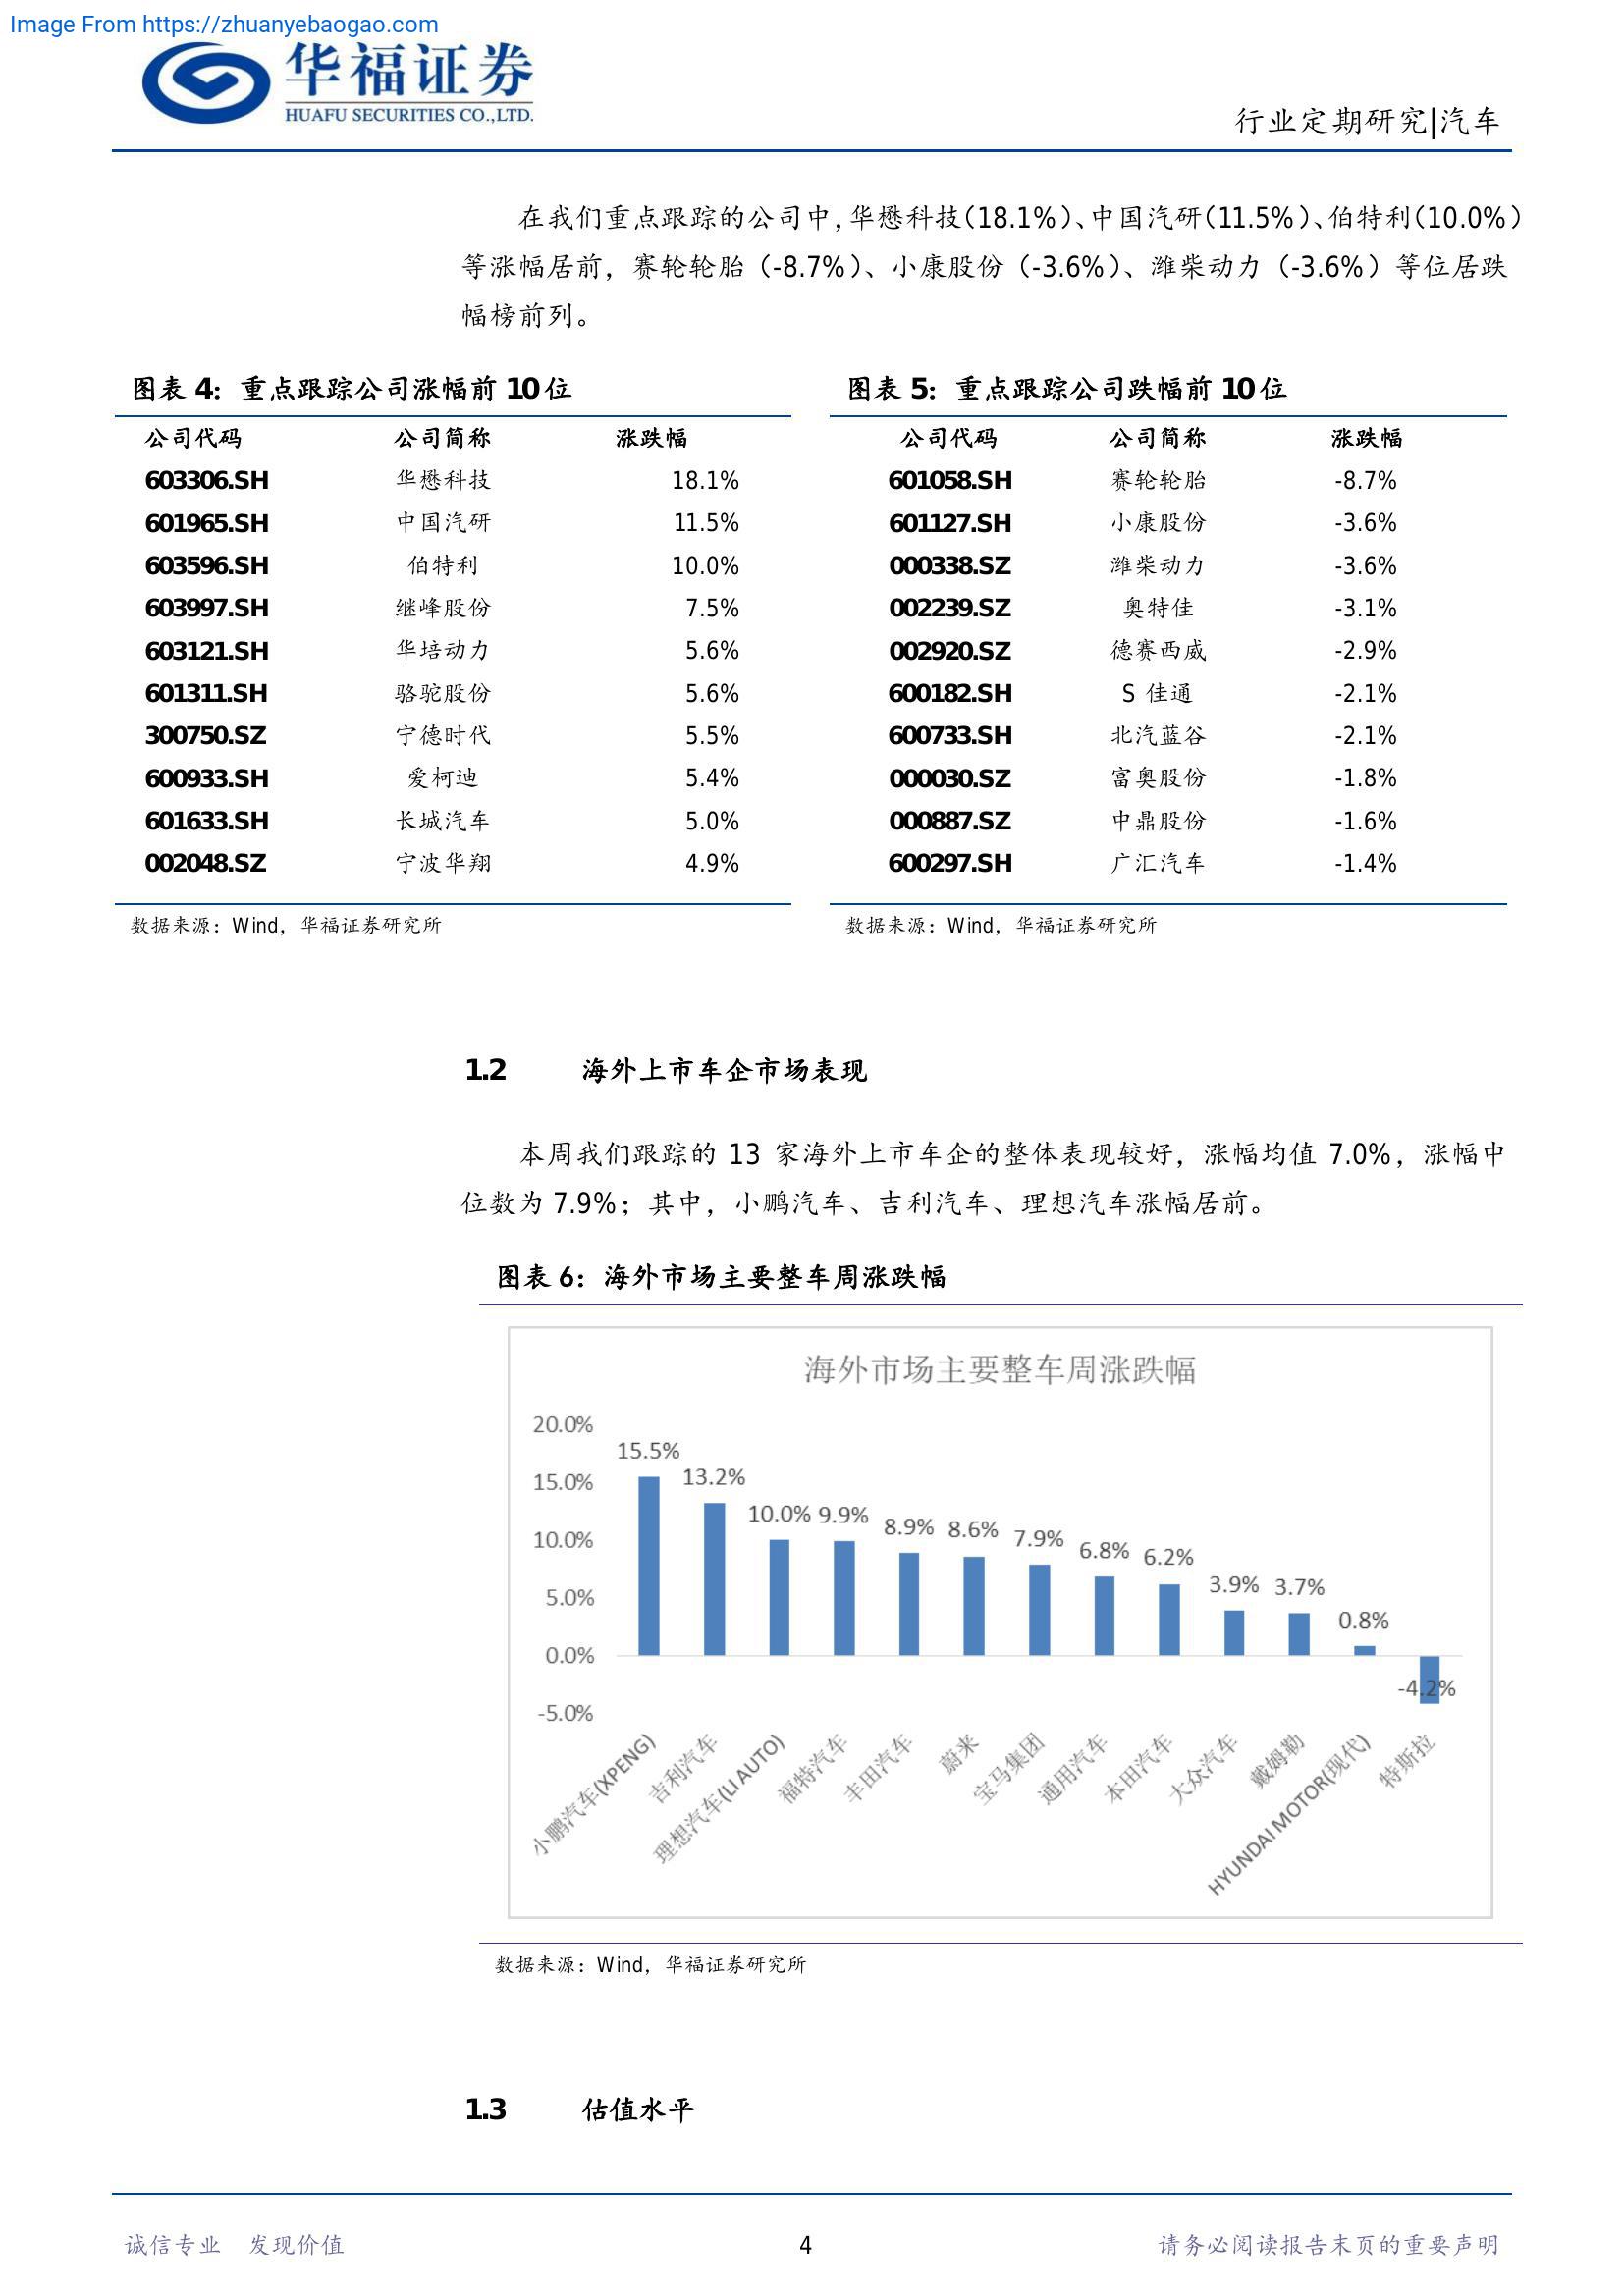 Image From https://zhuanyebaogao.com
华福证券
HUAFU SECURITIES CO.,LTD.
行业定期研究|汽车
在我们重点跟踪的公司中，华懋科技（18.1%）、中国汽研（11.5%）、伯特利（10.0%）
等涨幅居前，赛轮轮胎（-8.7%）、小康股份（-3.6%）、潍柴动力（-3.6%）等位居跌
幅榜前列。
图表 4：重点跟踪公司涨幅前 10 位
公司代码 公司简称 涨跌幅
603306.SH 华懋科技 18.1%
601965.SH 中国汽研 11.5%
603596.SH 伯特利 10.0%
603997.SH 继峰股份 7.5%
603121.SH 华培动力 5.6%
601311.SH 骆驼股份 5.6%
300750.SZ 宁德时代 5.5%
600933.SH 爱柯迪 5.4%
601633.SH 长城汽车 5.0%
002048.SZ 宁波华翔 4.9%
数据来源：Wind，华福证券研究所
图表 5：重点跟踪公司跌幅前 10 位
公司代码 公司简称 涨跌幅
601058.SH 赛轮轮胎 -8.7%
601127.SH 小康股份 -3.6%
000338.SZ 潍柴动力 -3.6%
002239.SZ 奥特佳 -3.1%
002920.SZ 德赛西威 -2.9%
600182.SH S 佳通 -2.1%
600733.SH 北汽蓝谷 -2.1%
000030.SZ 富奥股份 -1.8%
000887.SZ 中鼎股份 -1.6%
600297.SH 广汇汽车 -1.4%
数据来源：Wind，华福证券研究所
1.2 海外上市车企市场表现
本周我们跟踪的 13 家海外上市车企的整体表现较好，涨幅均值 7.0%，涨幅中
位数为 7.9%；其中，小鹏汽车、吉利汽车、理想汽车涨幅居前。
图表 6：海外市场主要整车周涨跌幅
海外市场主要整车周涨跌幅
20.0%
15.0%
10.0%
5.0%
0.0%
-5.0%
15.5%
13.2%
10.0%
9.9%
8.9%
8.6%
7.9%
6.8%
6.2%
3.9%
3.7%
0.8%
-4.2%
小鹏汽车(XPENG)
吉利汽车
理想汽车(LI AUTO)
福特汽车
丰田汽车
蔚来
宝马集团
通用汽车
本田汽车
大众汽车
戴姆勒
HYUNDAI MOTOR(现代)
特斯拉
数据来源：Wind，华福证券研究所
1.3 估值水平
诚信专业 发现价值
4
请务必阅读报告末页的重要声明